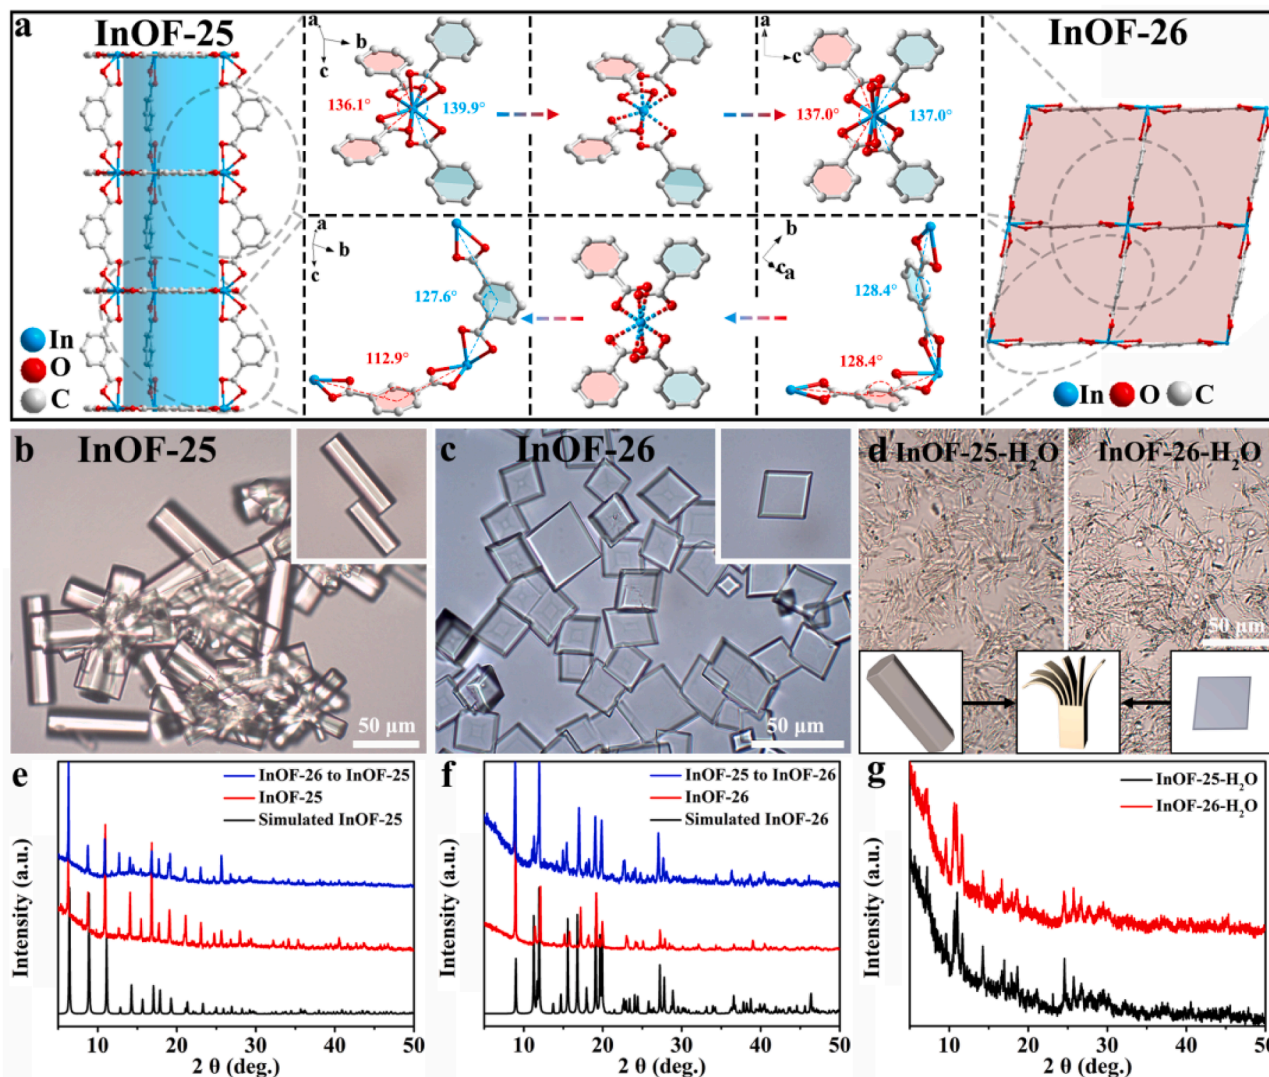 a
InOF-25
InOF-26
a
b
c
136.1°
139.9°
a
c
137.0°
137.0°
a
b
c
127.6°
112.9°
b
c
a
128.4°
128.4°
In
O
C
In O C
b InOF-25
50 µm
c InOF-26
50 µm
d InOF-25-H₂O InOF-26-H₂O
50 µm
e
InOF-26 to InOF-25
InOF-25
Simulated InOF-25
Intensity (a.u.)
10 20 30 40 50
2 θ (deg.)
f
InOF-25 to InOF-26
InOF-26
Simulated InOF-26
Intensity (a.u.)
10 20 30 40 50
2 θ (deg.)
g
InOF-25-H₂O
InOF-26-H₂O
Intensity (a.u.)
10 20 30 40 50
2 θ (deg.)